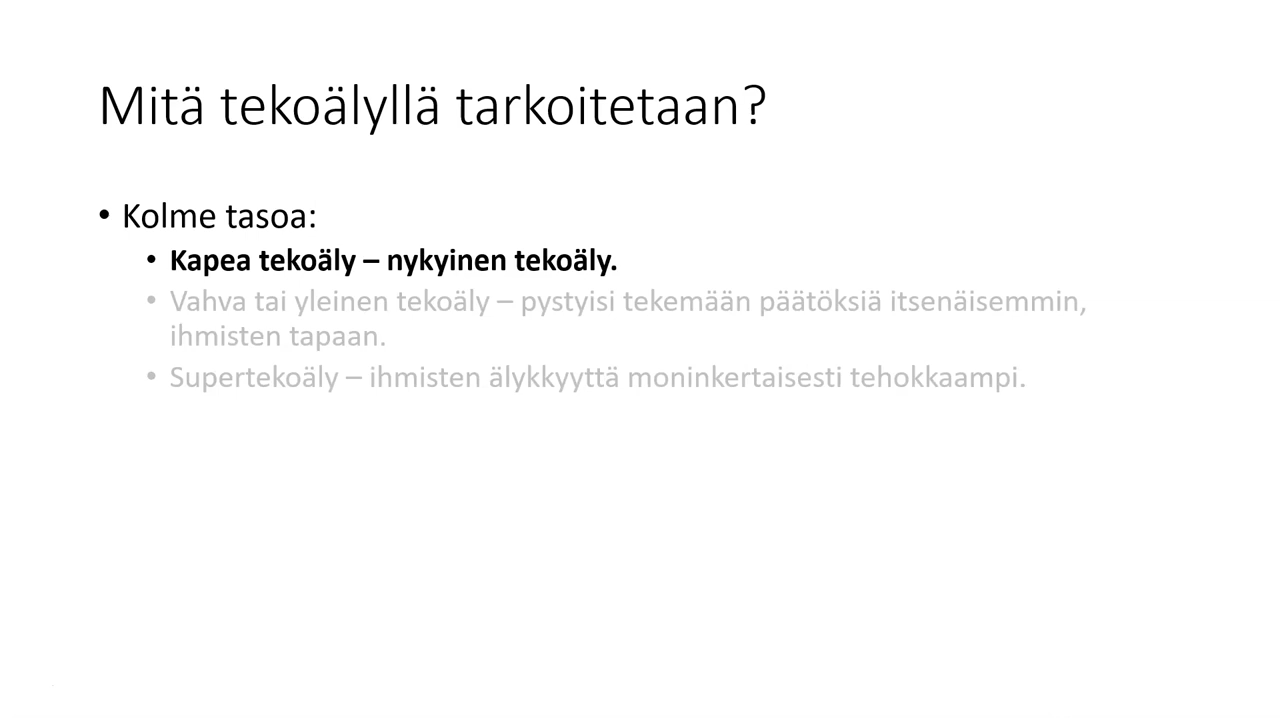 Mitä tekoälyllä tarkoitetaan?
• Kolme tasoa:
• Kapea tekoäly – nykyinen tekoäly.
• Vahva tai yleinen tekoäly – pystyisi tekemään päätöksiä itsenäisemmin,
ihmisten tapaan.
• Supertekoäly – ihmisten älykkyyttä moninkertaisesti tehokkaampi.